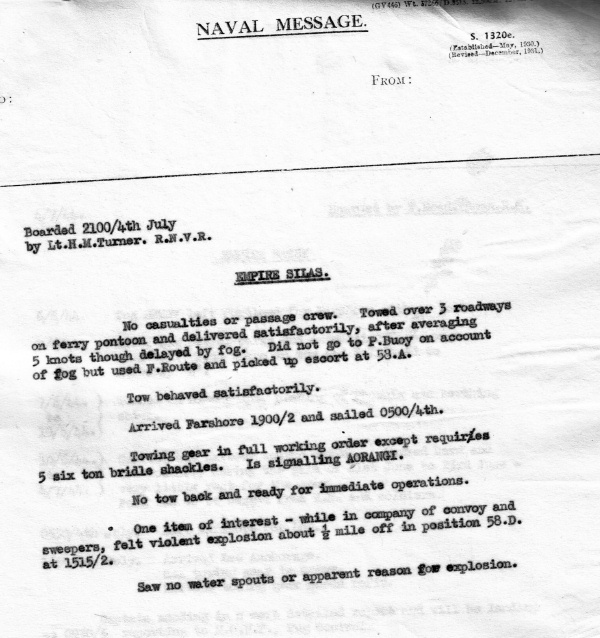 NAVAL MESSAGE.
S. 1320e.
(Established—May, 1930.)
(Revised—December, 1931.)
FROM:
Boarded 2100/4th July
by Lt.H.M.Turner. R.N.V.R.
EMPIRE SILAS.
No casualties or passage crew. Towed over 3 roadways
on ferry pontoon and delivered satisfactorily, after averaging
5 knots though delayed by fog. Did not go to P.Buoy on account
of fog but used F.Route and picked up escort at 58.A.
Tow behaved satisfactorily.
Arrived Farshore 1900/2 and sailed 0500/4th.
Towing gear in full working order except requiries
5 six ton bridle shackles. Is signalling AORANGI.
No tow back and ready for immediate operations.
One item of interest - while in company of convoy and
sweepers, felt violent explosion about ½ mile off in position 58.D.
at 1515/2.
Saw no water spouts or apparent reason for explosion.